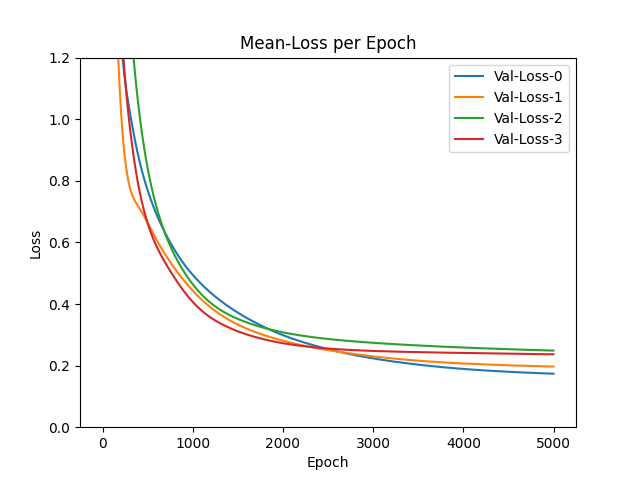 Mean-Loss per Epoch
1.2
1.0
0.8
0.6
0.4
0.2
0.0
Loss
Val-Loss-0
Val-Loss-1
Val-Loss-2
Val-Loss-3
0 1000 2000 3000 4000 5000
Epoch